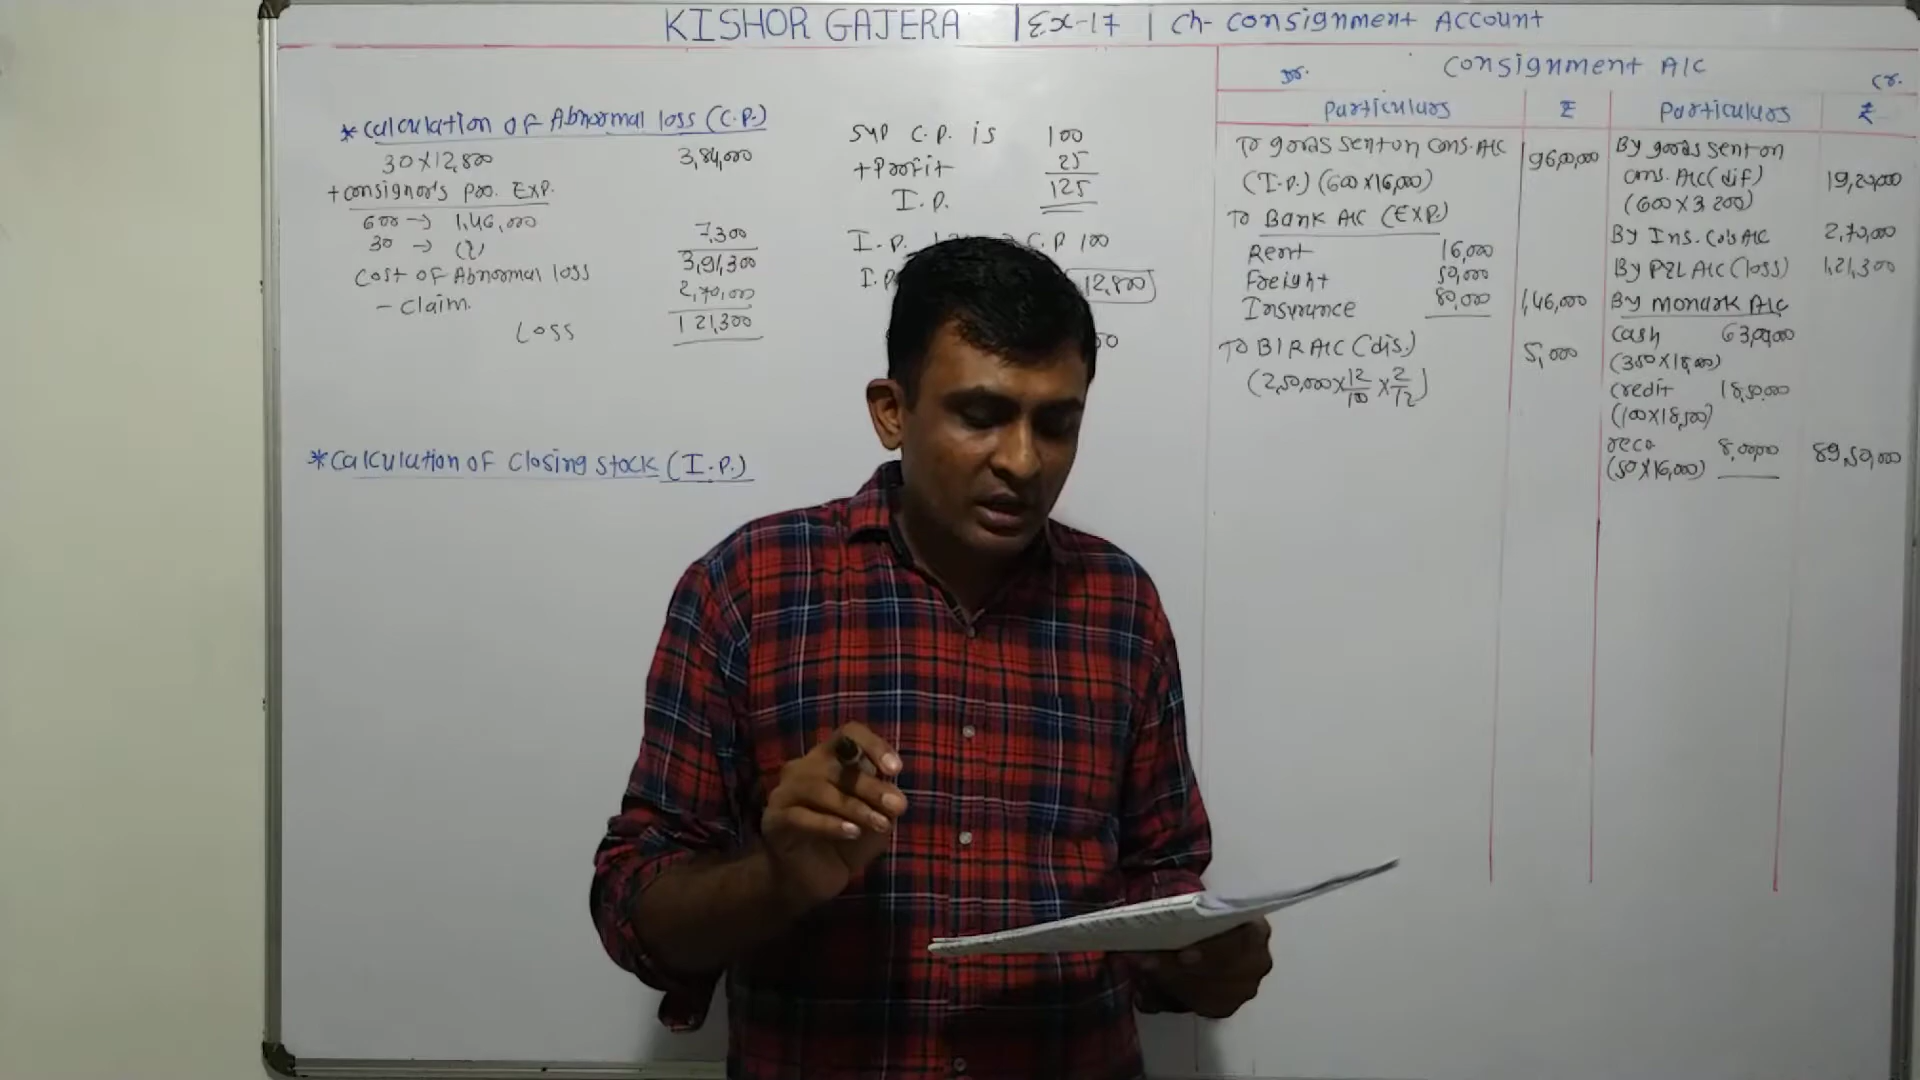 KISHOR GAJERA | Ex-17 | Ch- Consignment Account
*Calculation of Abnormal loss (C.P.)
30 X 12,800 3,84,000
+ consignor's pro. Exp.
600 → 1,46,000
30 → (?) 7,300
Cost of Abnormal loss 3,91,300
- Claim. 2,70,000
Loss 1,21,300
Sup C.P. is 100
+ Profit 25
I.P. 125
I.P. C.P 100
I.P 12,800
*Calculation of Closing Stock (I.P.)
Consignment A/C
Dr. Cr.
Particulars ₹ Particulars ₹
To goods sent on Cons. A/C 96,00,000
(I.P.) (600 X 16,000)
To Bank A/C (Exp.)
Rent 16,000
Freight 50,000
Insurance 80,000 1,46,000
To B/R A/C (dis.) 5,000
(2,50,000 X 12/100 X 2/12)
By goods sent on
Cons. A/C (dif) 19,20,000
(600 X 3,200)
By Ins. Co's A/C 2,70,000
By P&L A/C (loss) 1,21,300
By Monark A/C
Cash 63,00,000
(350 X 18,000)
Credit 18,50,000
(100 X 18,500)
reco 8,00,000 89,50,000
(50 X 16,000)